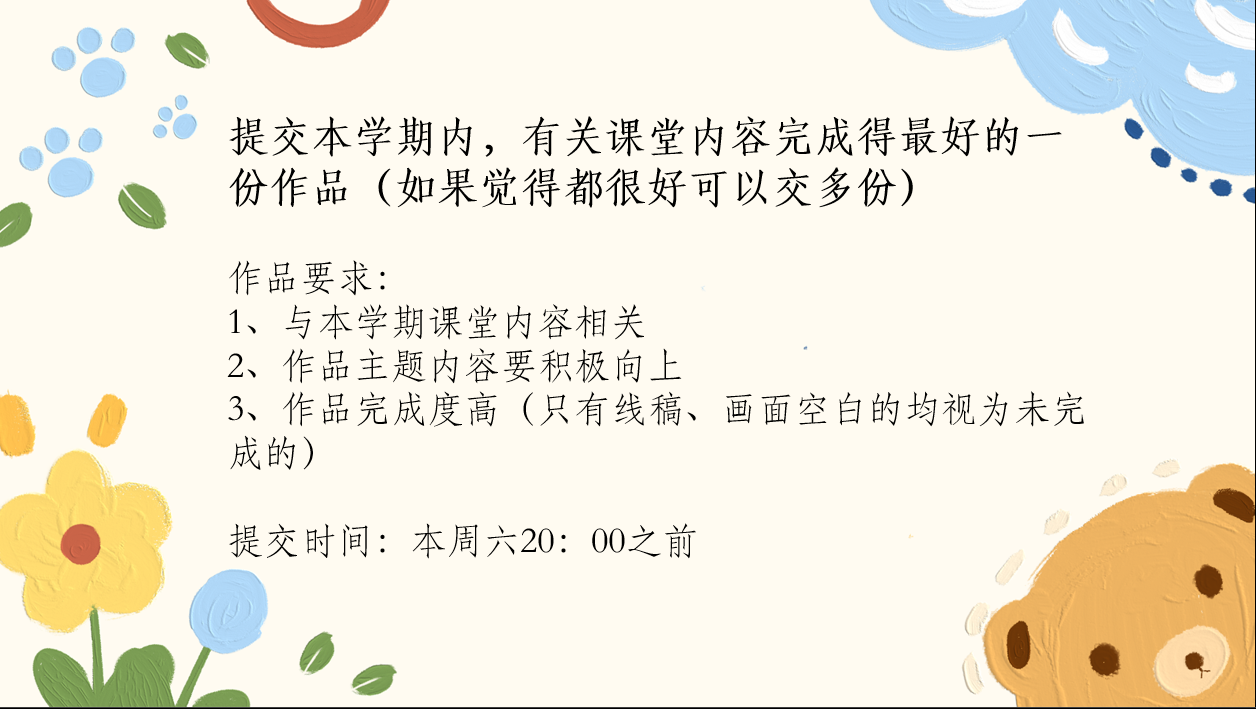 提交本学期内，有关课堂内容完成得最好的一
份作品（如果觉得都很好可以交多份）
作品要求：
1、与本学期课堂内容相关
2、作品主题内容要积极向上
3、作品完成度高（只有线稿、画面空白的均视为未完
成的）
提交时间：本周六20：00之前